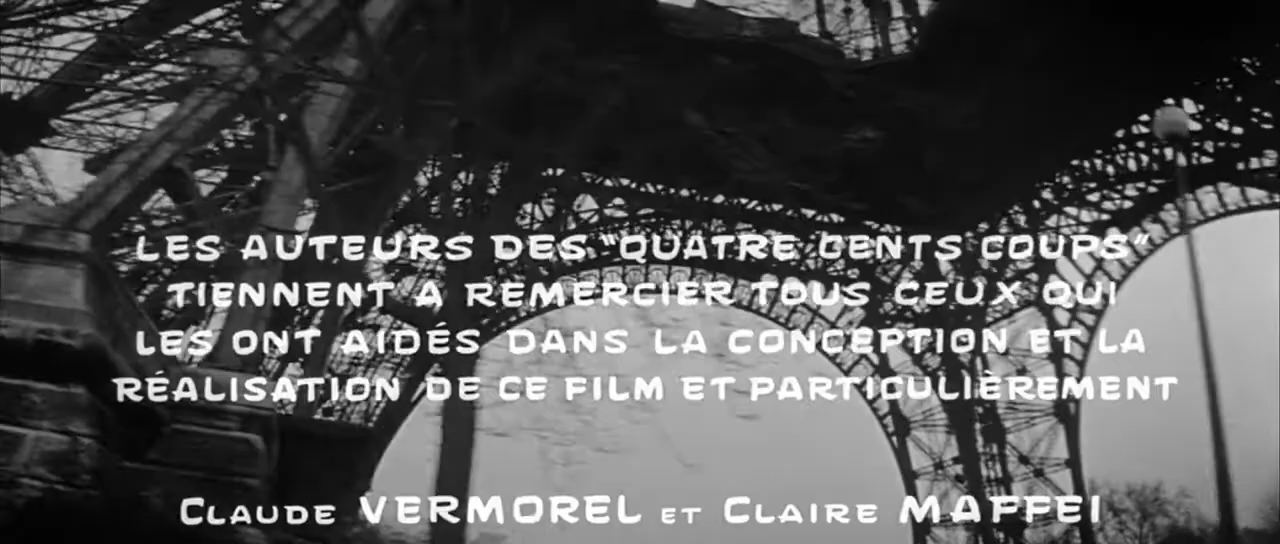 LES AUTEURS DES "QUATRE CENTS COUPS"
TIENNENT A REMERCIER TOUS CEUX QUI
LES ONT AIDÉS DANS LA CONCEPTION ET LA
RÉALISATION DE CE FILM ET PARTICULIÈREMENT
CLAUDE VERMOREL ET CLAIRE MAFFEI